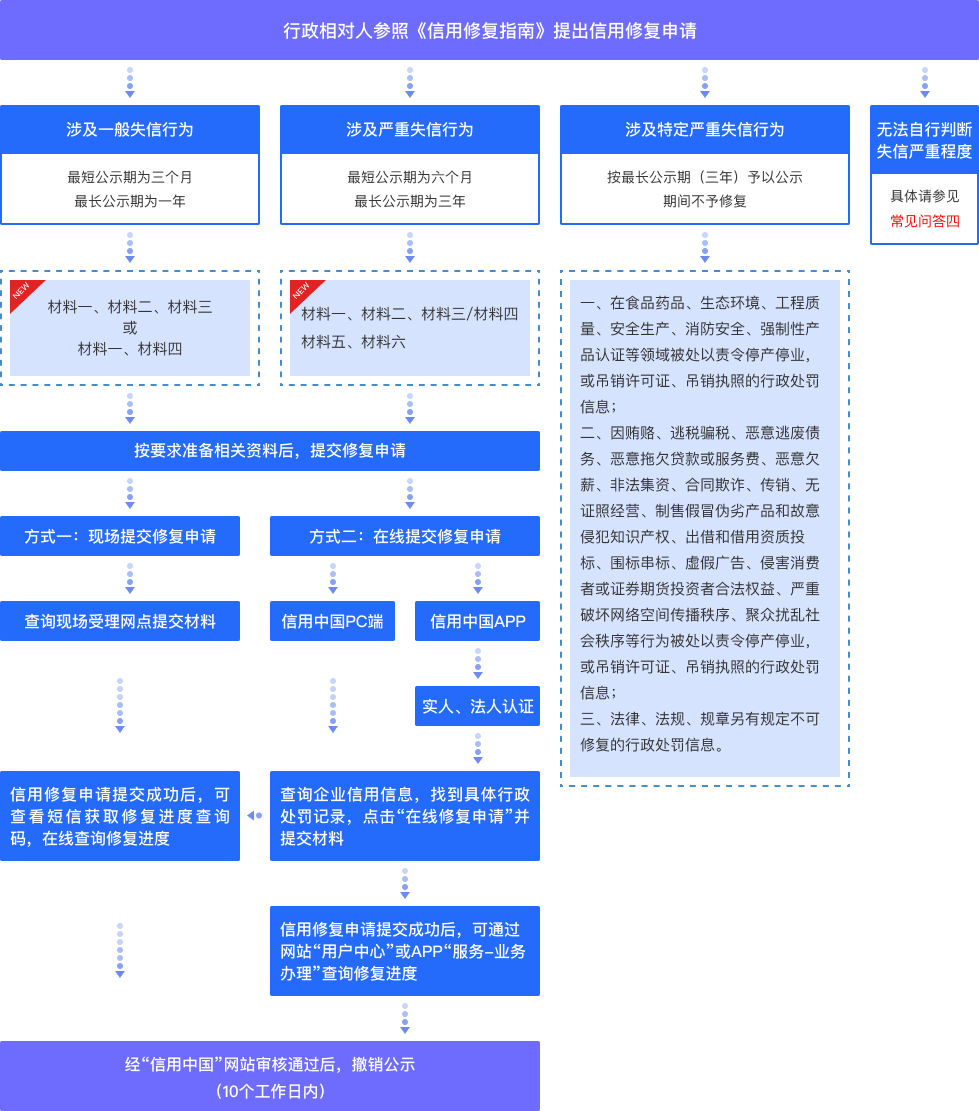 行政相对人参照《信用修复指南》提出信用修复申请
涉及一般失信行为
最短公示期为三个月
最长公示期为一年
涉及严重失信行为
最短公示期为六个月
最长公示期为三年
涉及特定严重失信行为
按最长公示期（三年）予以公示
期间不予修复
无法自行判断
失信严重程度
具体请参见
常见问答四
NEW
材料一、材料二、材料三
或
材料一、材料四
NEW
材料一、材料二、材料三/材料四
材料五、材料六
一、在食品药品、生态环境、工程质
量、安全生产、消防安全、强制性产
品认证等领域被处以责令停产停业，
或吊销许可证、吊销执照的行政处罚
信息；
二、因贿赂、逃税骗税、恶意逃废债
务、恶意拖欠贷款或服务费、恶意欠
薪、非法集资、合同欺诈、传销、无
证照经营、制售假冒伪劣产品和故意
侵犯知识产权、出借和借用资质投
标、围标串标、虚假广告、侵害消费
者或证券期货投资者合法权益、严重
破坏网络空间传播秩序、聚众扰乱社
会秩序等行为被处以责令停产停业，
或吊销许可证、吊销执照的行政处罚
信息；
三、法律、法规、规章另有规定不可
修复的行政处罚信息。
按要求准备相关资料后，提交修复申请
方式一：现场提交修复申请
方式二：在线提交修复申请
查询现场受理网点提交材料
信用中国PC端
信用中国APP
实人、法人认证
信用修复申请提交成功后，可
查看短信获取修复进度查询
码，在线查询修复进度
查询企业信用信息，找到具体行政
处罚记录，点击“在线修复申请”并
提交材料
信用修复申请提交成功后，可通过
网站“用户中心”或APP“服务-业务
办理”查询修复进度
经“信用中国”网站审核通过后，撤销公示
（10个工作日内）